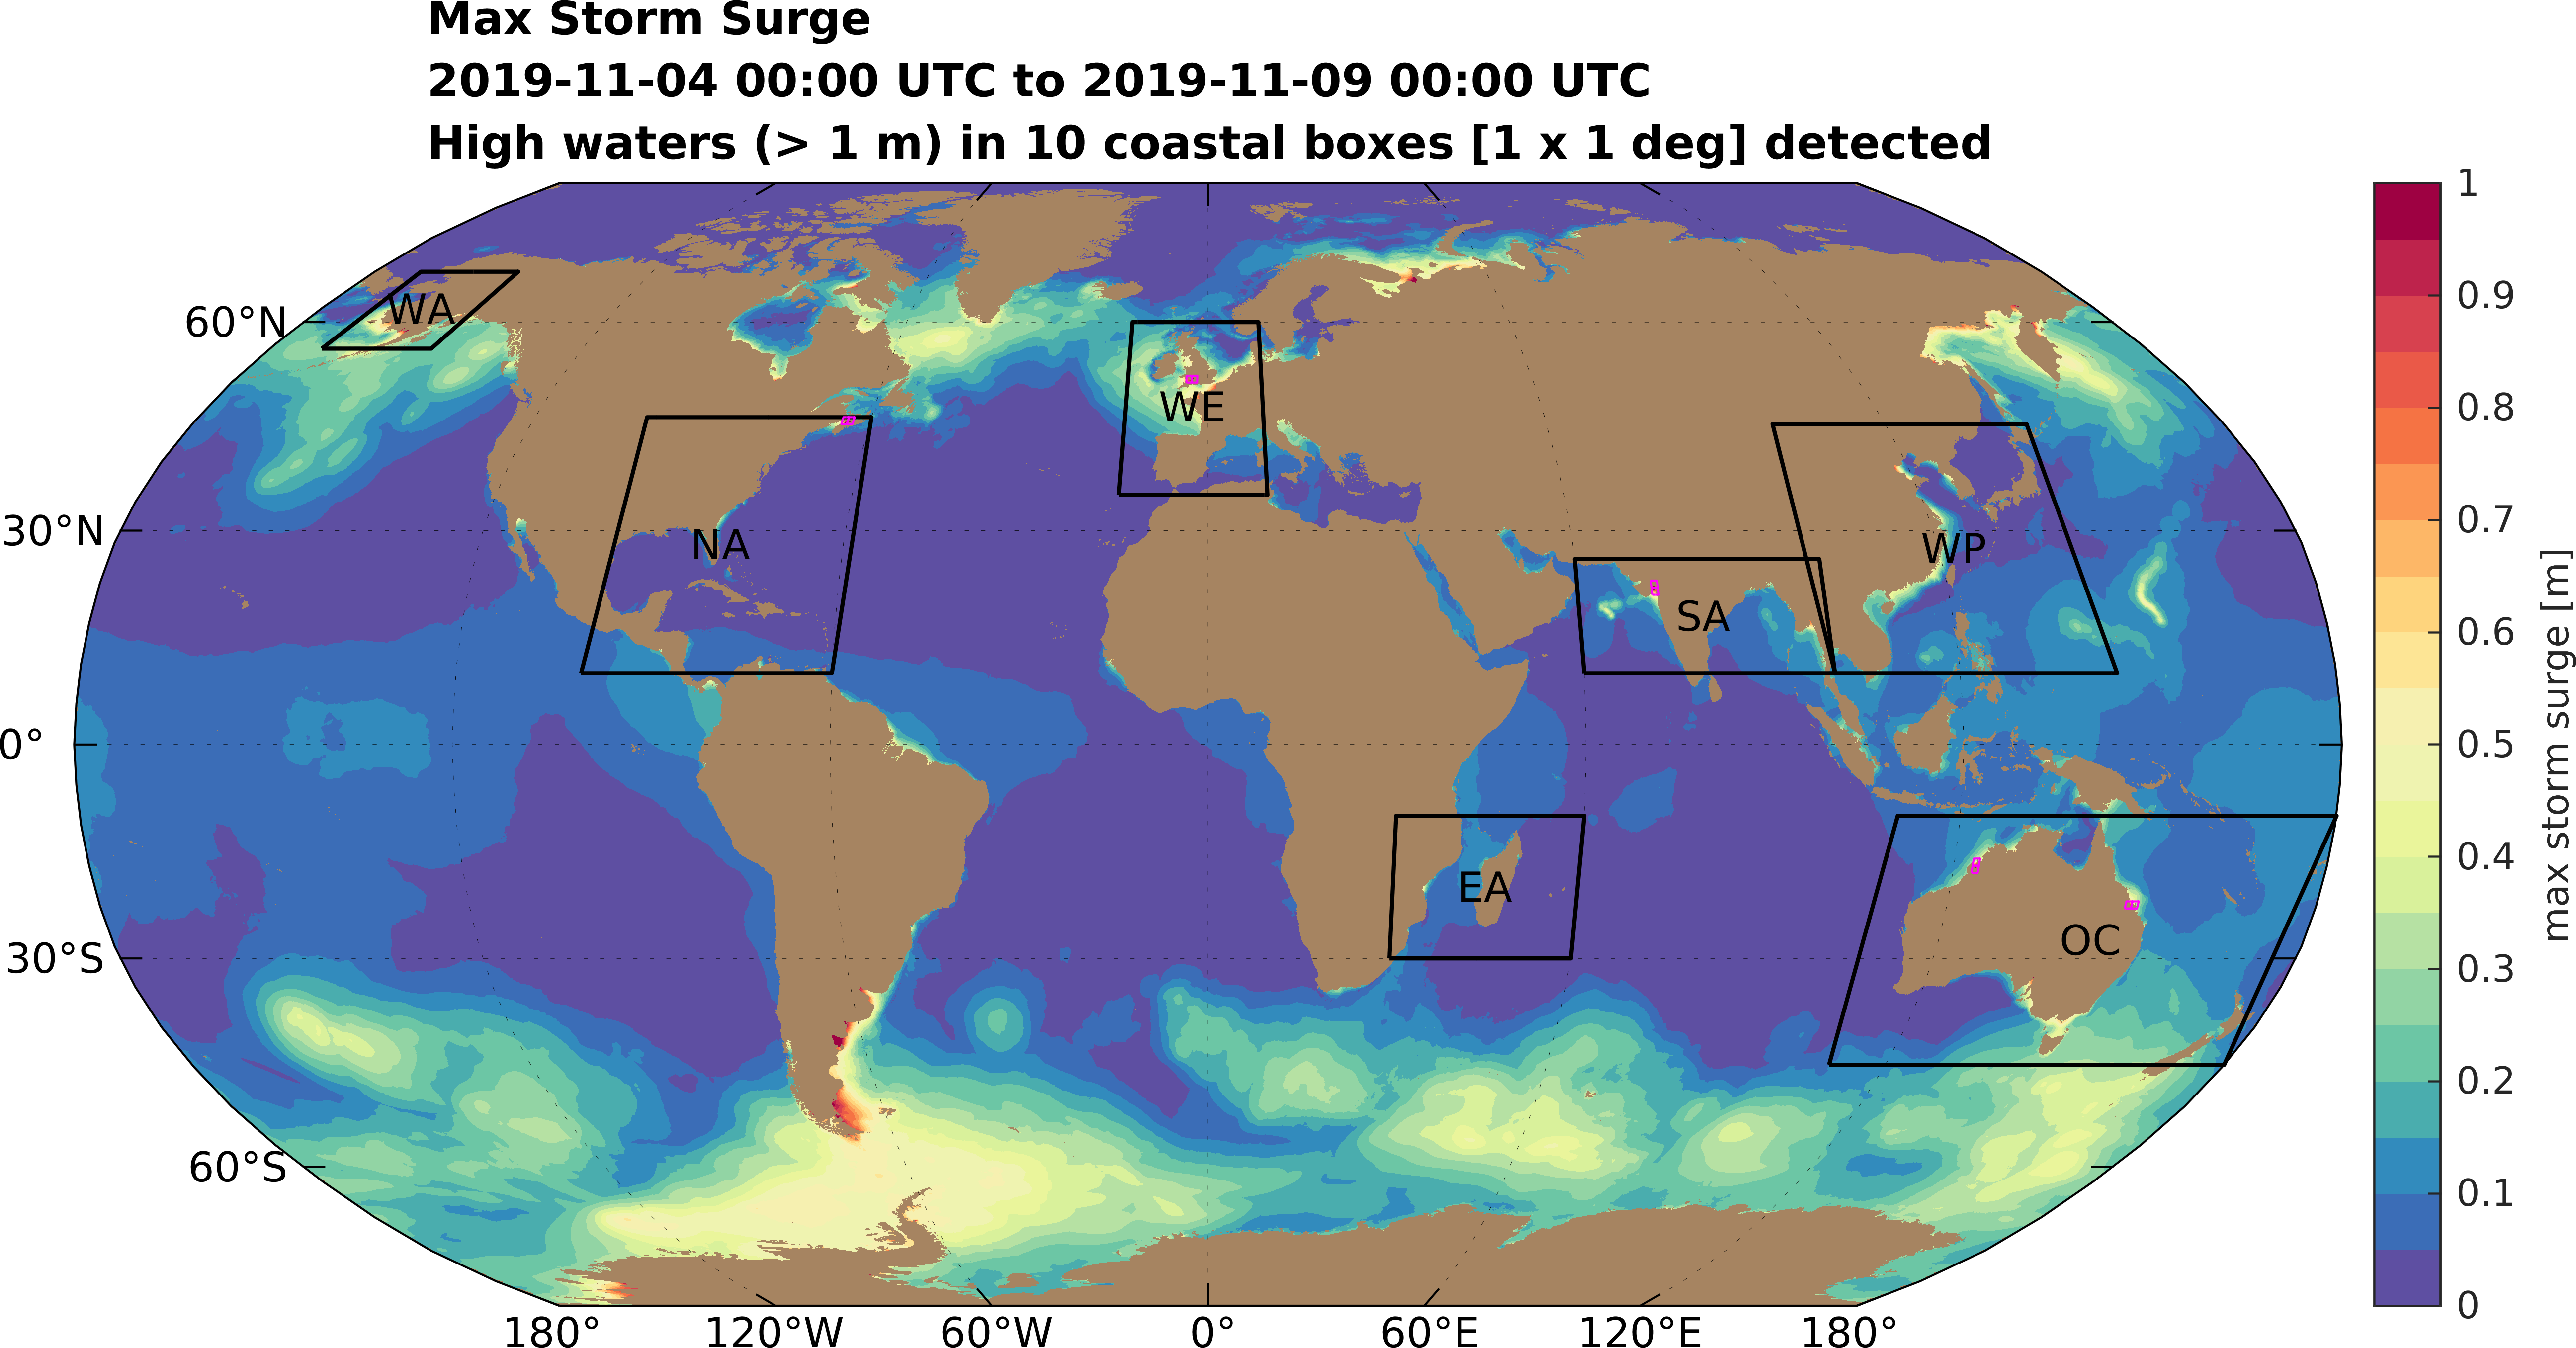 Max Storm Surge
2019-11-04 00:00 UTC to 2019-11-09 00:00 UTC
High waters (> 1 m) in 10 coastal boxes [1 x 1 deg] detected
60°N
30°N
0°
30°S
60°S
WA
NA
WE
SA
WP
EA
OC
180°
120°W
60°W
0°
60°E
120°E
180°
1
0.9
0.8
0.7
0.6
0.5
0.4
0.3
0.2
0.1
0
max storm surge [m]